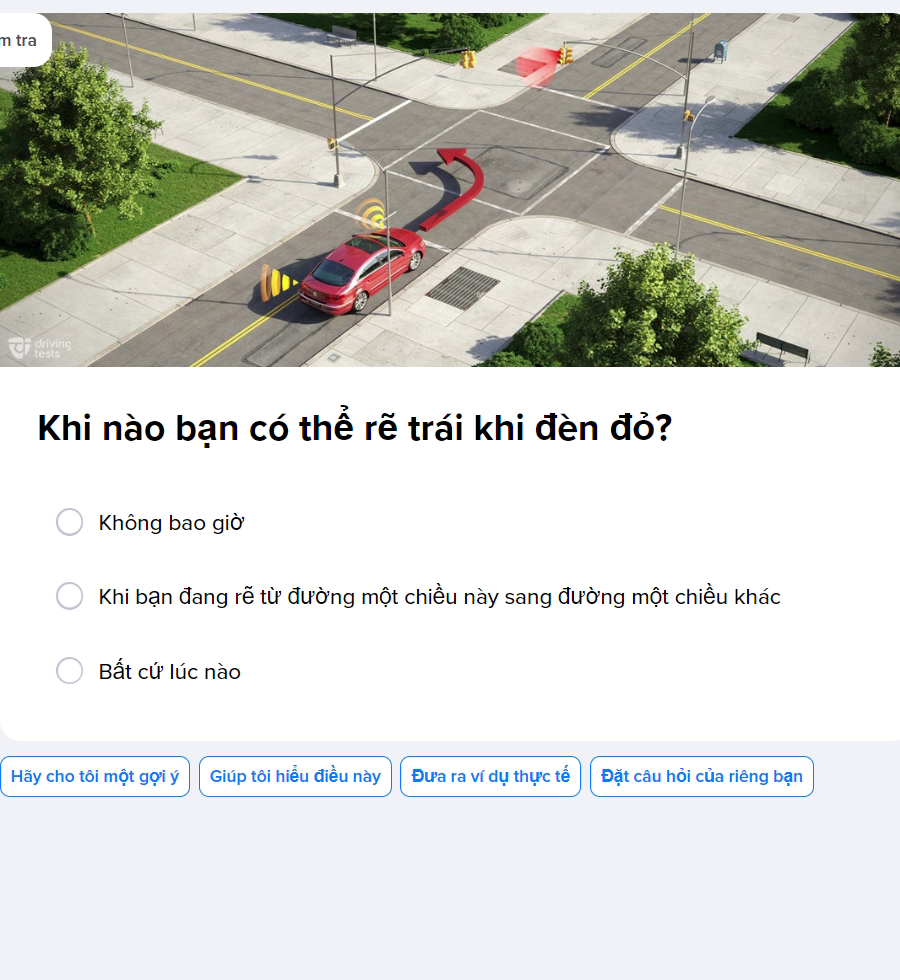 m tra
driving
tests
Khi nào bạn có thể rẽ trái khi đèn đỏ?
Không bao giờ
Khi bạn đang rẽ từ đường một chiều này sang đường một chiều khác
Bất cứ lúc nào
Hãy cho tôi một gợi ý
Giúp tôi hiểu điều này
Đưa ra ví dụ thực tế
Đặt câu hỏi của riêng bạn